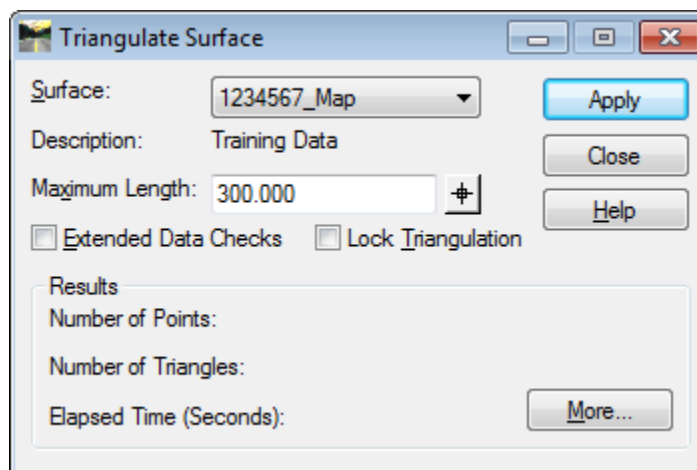 Triangulate Surface
Surface: 1234567_Map Apply
Description: Training Data Close
Maximum Length: 300.000 Help
Extended Data Checks Lock Triangulation
Results
Number of Points:
Number of Triangles:
Elapsed Time (Seconds): More...